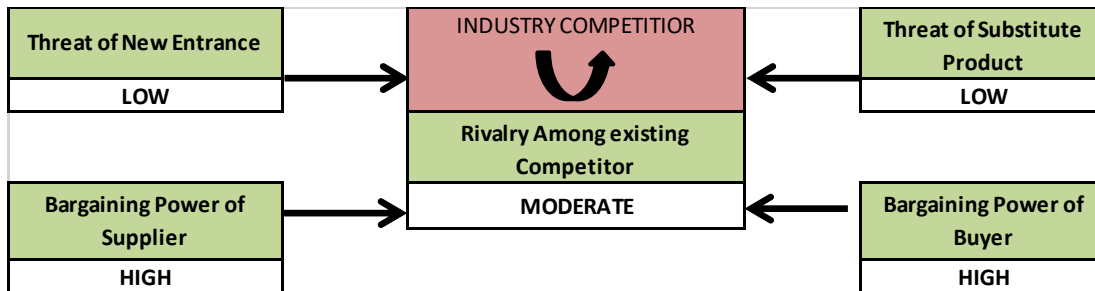 Threat of New Entrance
LOW
INDUSTRY COMPETITIOR
Threat of Substitute
Product
LOW
Rivalry Among existing
Competitor
MODERATE
Bargaining Power of
Supplier
HIGH
Bargaining Power of
Buyer
HIGH